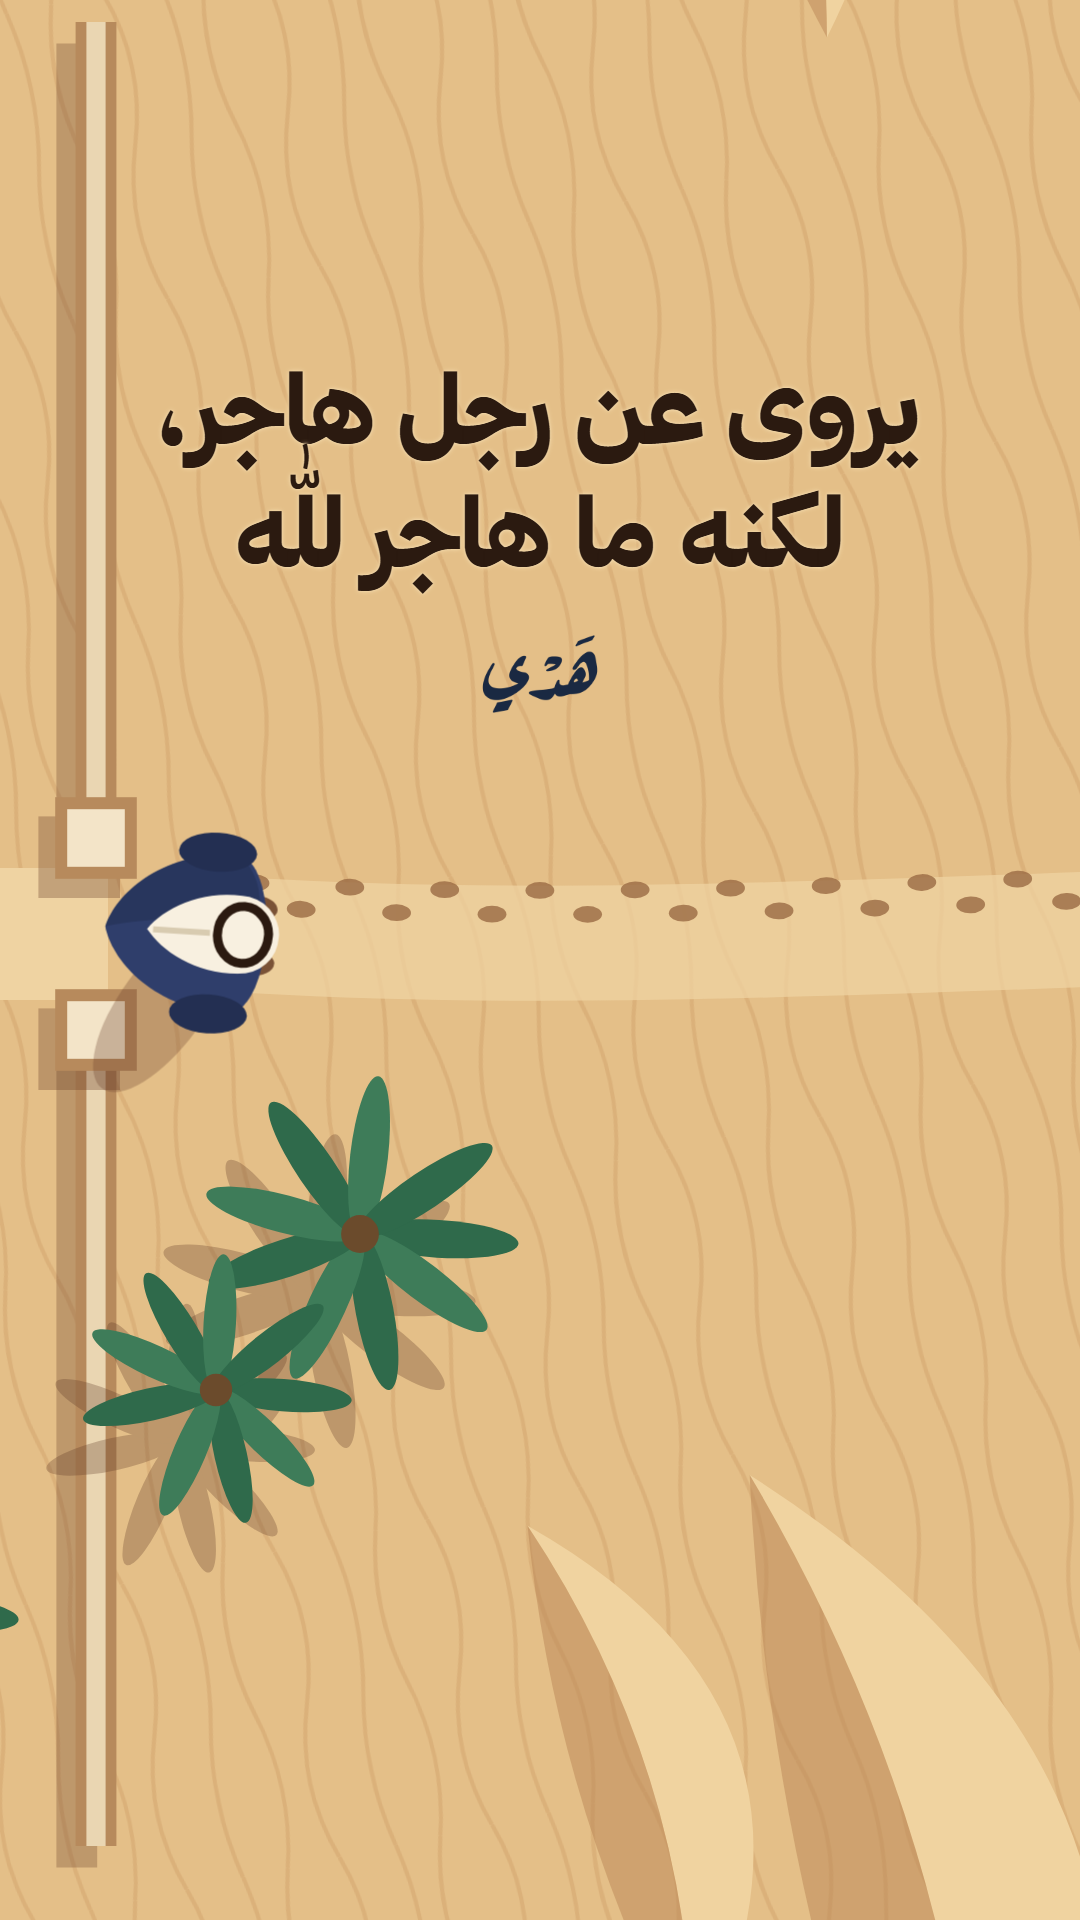 يروى عن رجل هاجر،
لكنه ما هاجر لله
هَدْي